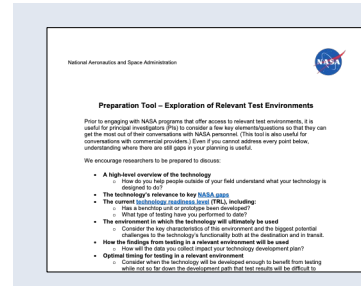 National Aeronautics and Space Administration
NASA
Preparation Tool – Exploration of Relevant Test Environments
Prior to engaging with NASA programs that offer access to relevant test environments, it is
useful for principal investigators (PIs) to consider a few key elements/questions so that they can
get the most out of their conversations with NASA personnel. (This tool is also useful for
conversations with commercial providers.) Even if you cannot address every point below,
understanding where there are still gaps in your planning is useful.
We encourage researchers to be prepared to discuss:
• A high-level overview of the technology
o How do you help people outside of your field understand what your technology is
designed to do?
• The technology's relevance to key NASA gaps
• The current technology readiness level (TRL), including:
o Has a benchtop unit or prototype been developed?
o What type of testing have you performed to date?
• The environment in which the technology will ultimately be used
o Consider the key characteristics of this environment and the biggest potential
challenges to the technology's functionality both at the destination and in transit.
• How the findings from testing in a relevant environment will be used
o How will the data you collect impact your technology development plan?
• Optimal timing for testing in a relevant environment
o Consider when the technology will be developed enough to benefit from testing
while not so far down the development path that test results will be difficult to